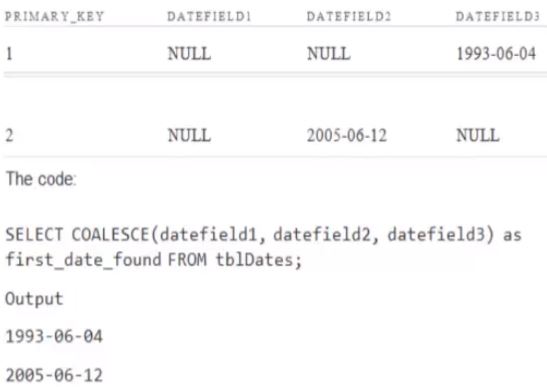 PRIMARY_KEY DATEFIELD1 DATEFIELD2 DATEFIELD3
1 NULL NULL 1993-06-04
2 NULL 2005-06-12 NULL
The code:
SELECT COALESCE(datefield1, datefield2, datefield3) as
first_date_found FROM tblDates;
Output
1993-06-04
2005-06-12